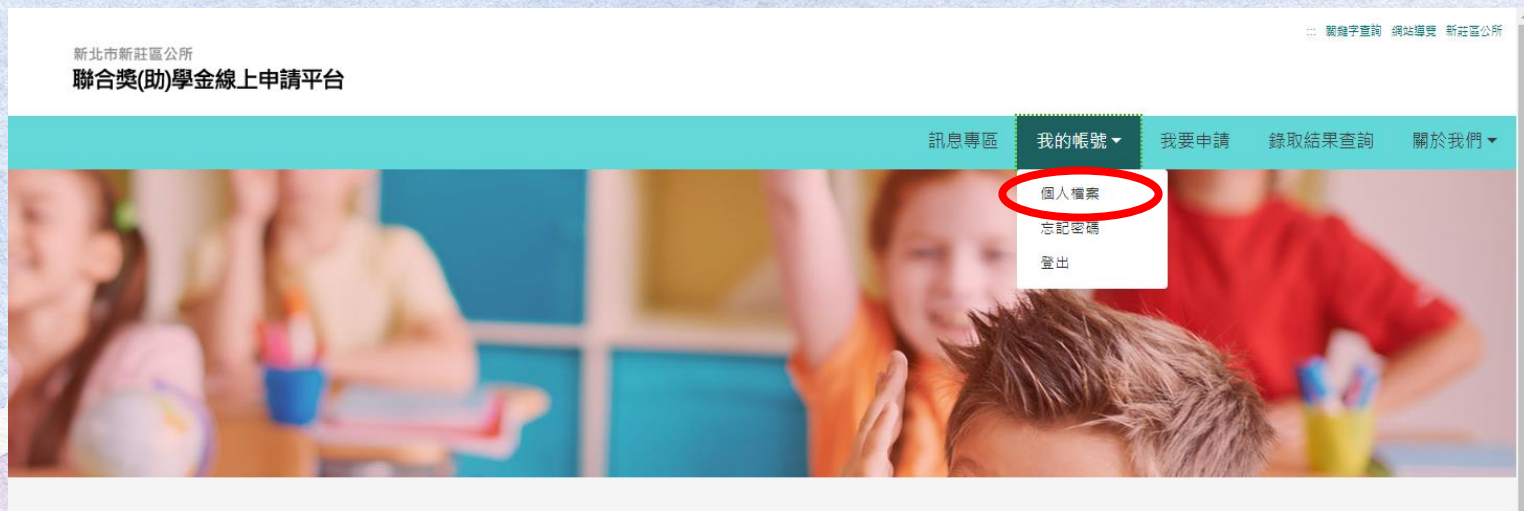 ::: 關鍵字查詢 網站導覽 新莊區公所
新北市新莊區公所
聯合獎(助)學金線上申請平台
訊息專區 我的帳號 我要申請 錄取結果查詢 關於我們
個人檔案
忘記密碼
登出